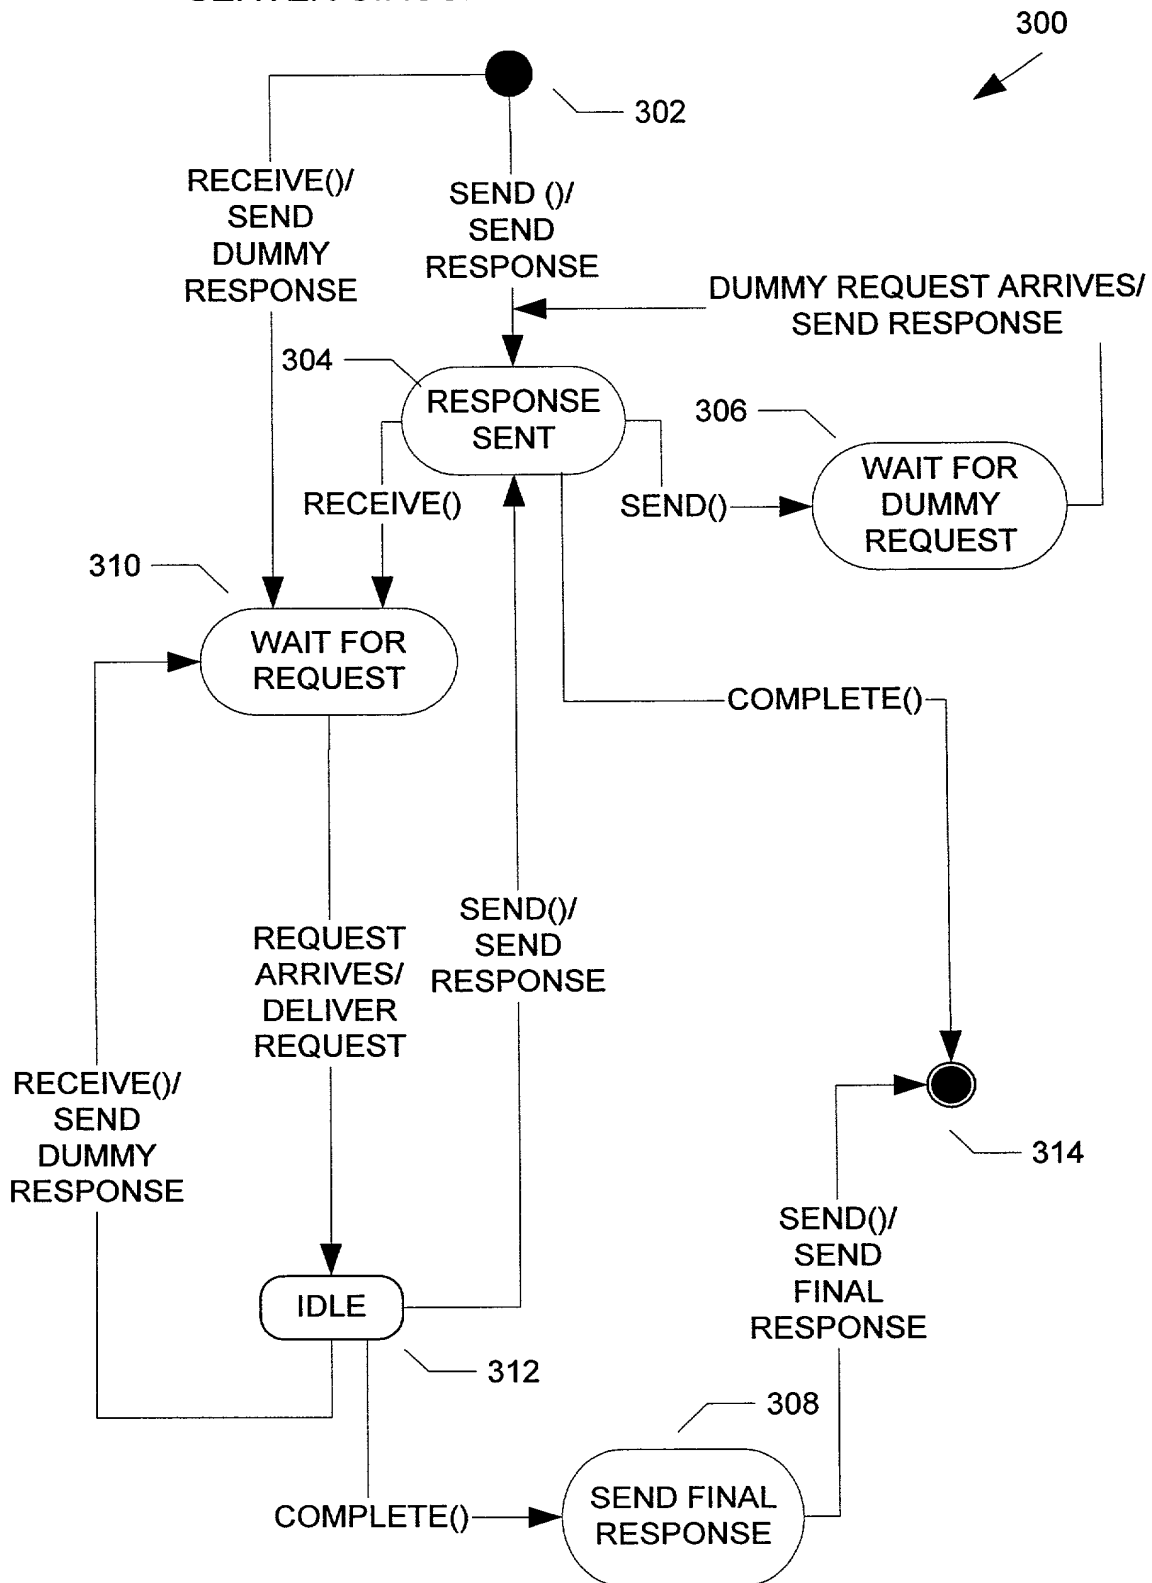 300
302
RECEIVE()/
SEND
DUMMY
RESPONSE
SEND ()/
SEND
RESPONSE
DUMMY REQUEST ARRIVES/
SEND RESPONSE
304
RESPONSE
SENT
306
WAIT FOR
DUMMY
REQUEST
RECEIVE()
SEND()
310
WAIT FOR
REQUEST
COMPLETE()
REQUEST
ARRIVES/
DELIVER
REQUEST
SEND()/
SEND
RESPONSE
RECEIVE()/
SEND
DUMMY
RESPONSE
314
SEND()/
SEND
FINAL
RESPONSE
IDLE
312
308
COMPLETE()
SEND FINAL
RESPONSE